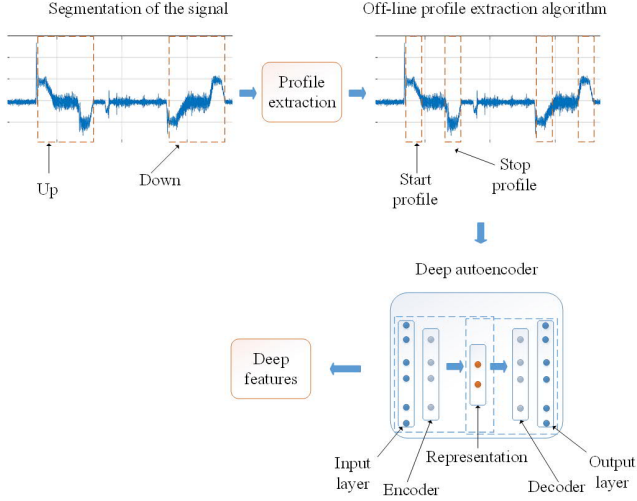 Segmentation of the signal
Off-line profile extraction algorithm
Profile
extraction
Up
Down
Start
profile
Stop
profile
Deep autoencoder
Deep
features
Input
layer
Encoder
Representation
Decoder
Output
layer